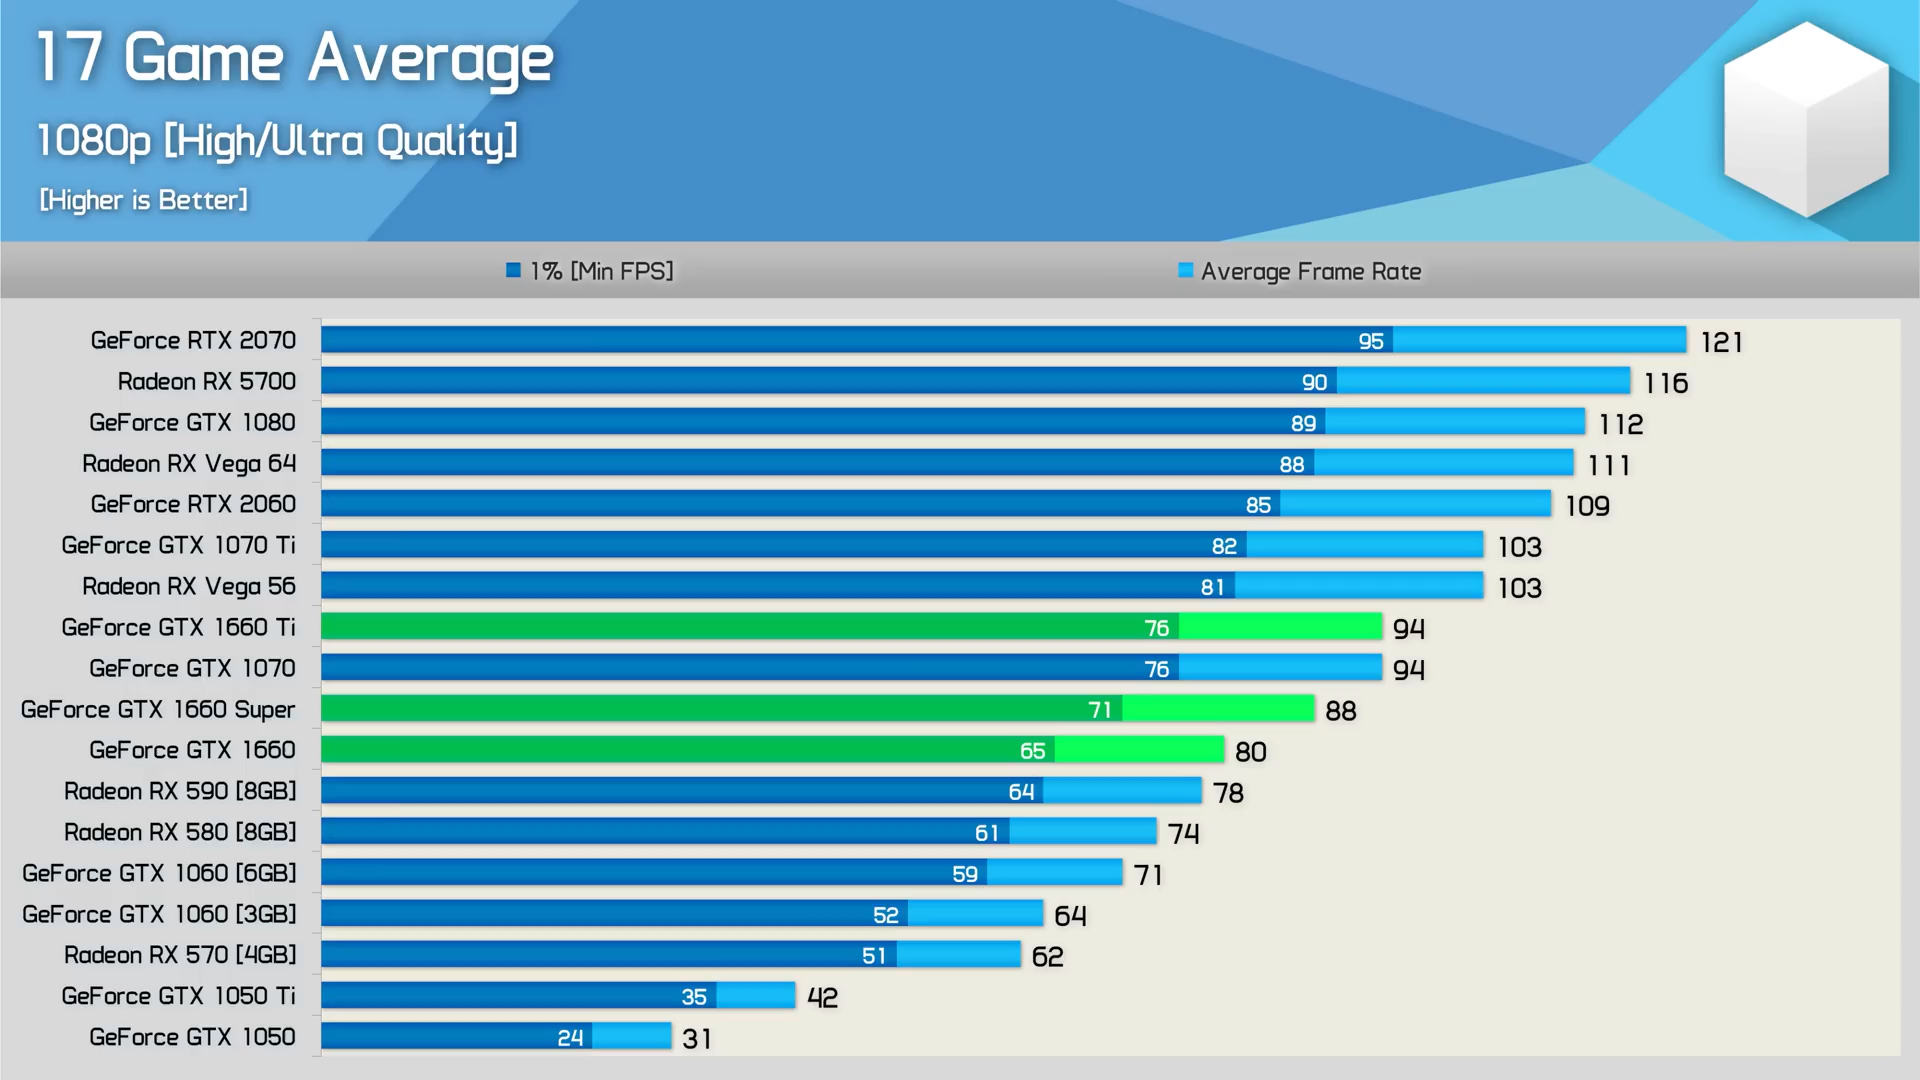 17 Game Average
1080p [High/Ultra Quality]
[Higher is Better]
1% [Min FPS] Average Frame Rate
GeForce RTX 2070 95 121
Radeon RX 5700 90 116
GeForce GTX 1080 89 112
Radeon RX Vega 64 88 111
GeForce RTX 2060 85 109
GeForce GTX 1070 Ti 82 103
Radeon RX Vega 56 81 103
GeForce GTX 1660 Ti 76 94
GeForce GTX 1070 76 94
GeForce GTX 1660 Super 71 88
GeForce GTX 1660 65 80
Radeon RX 590 [8GB] 64 78
Radeon RX 580 [8GB] 61 74
GeForce GTX 1060 [6GB] 59 71
GeForce GTX 1060 [3GB] 52 64
Radeon RX 570 [4GB] 51 62
GeForce GTX 1050 Ti 35 42
GeForce GTX 1050 24 31